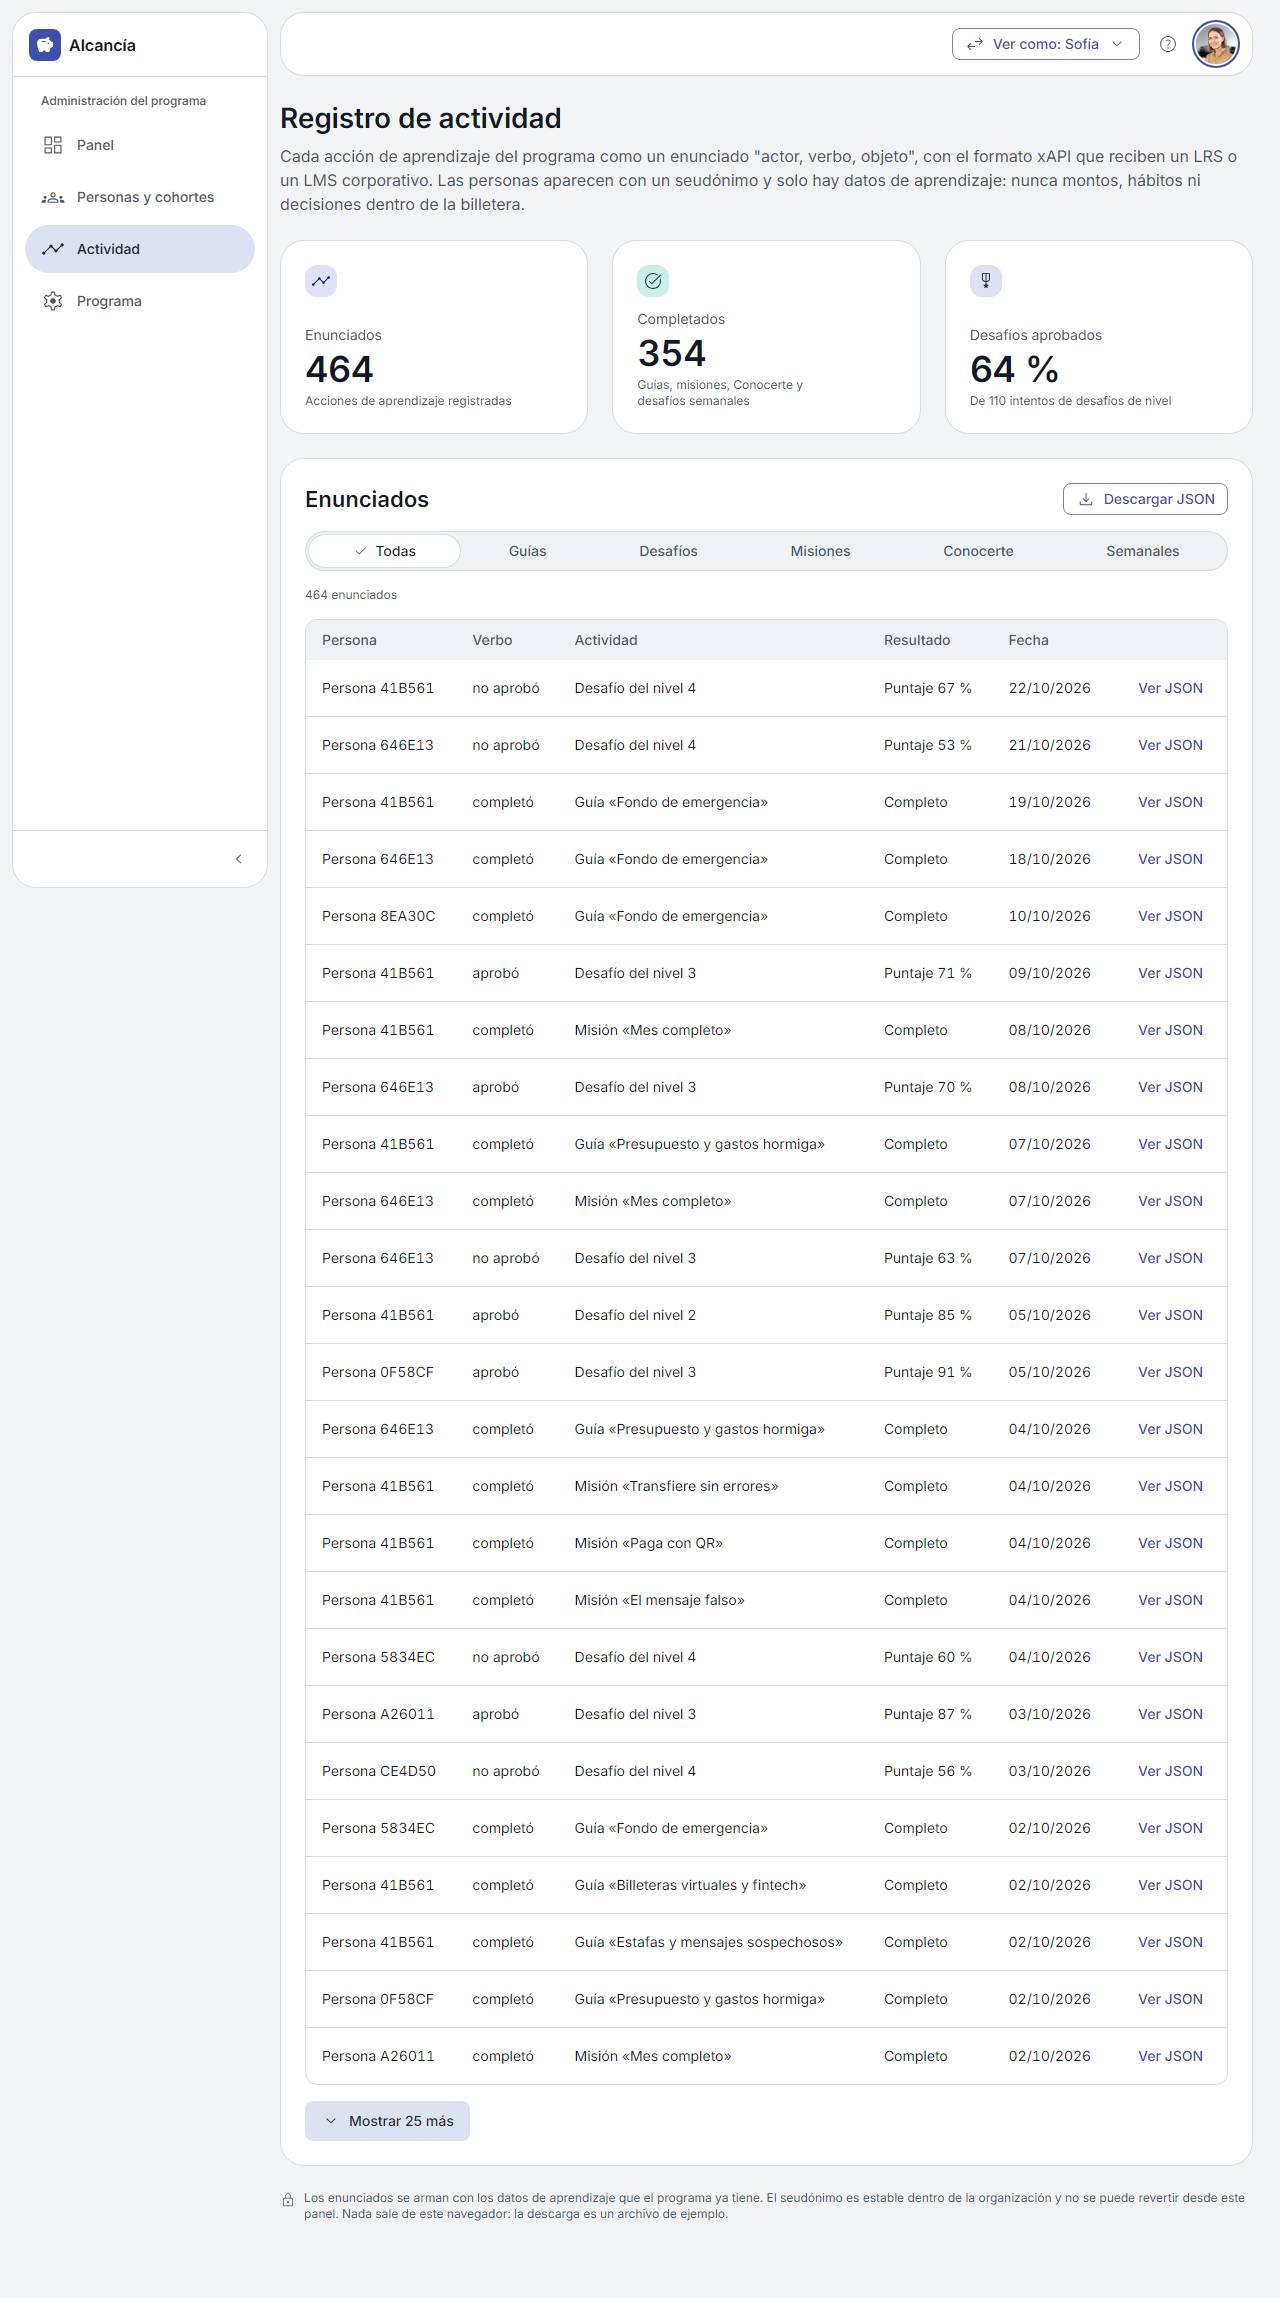 Alcancía
Ver como: Sofía
Administración del programa
Panel
Personas y cohortes
Actividad
Programa
Registro de actividad
Cada acción de aprendizaje del programa como un enunciado "actor, verbo, objeto", con el formato xAPI que reciben un LRS o
un LMS corporativo. Las personas aparecen con un seudónimo y solo hay datos de aprendizaje: nunca montos, hábitos ni
decisiones dentro de la billetera.
Enunciados
464
Acciones de aprendizaje registradas
Completados
354
Guías, misiones, Conocerte y
desafíos semanales
Desafíos aprobados
64 %
De 110 intentos de desafíos de nivel
Enunciados
Descargar JSON
Todas Guías Desafíos Misiones Conocerte Semanales
464 enunciados
Persona Verbo Actividad Resultado Fecha
Persona 41B561 no aprobó Desafío del nivel 4 Puntaje 67 % 22/10/2026 Ver JSON
Persona 646E13 no aprobó Desafío del nivel 4 Puntaje 53 % 21/10/2026 Ver JSON
Persona 41B561 completó Guía «Fondo de emergencia» Completo 19/10/2026 Ver JSON
Persona 646E13 completó Guía «Fondo de emergencia» Completo 18/10/2026 Ver JSON
Persona 8EA30C completó Guía «Fondo de emergencia» Completo 10/10/2026 Ver JSON
Persona 41B561 aprobó Desafío del nivel 3 Puntaje 71 % 09/10/2026 Ver JSON
Persona 41B561 completó Misión «Mes completo» Completo 08/10/2026 Ver JSON
Persona 646E13 aprobó Desafío del nivel 3 Puntaje 70 % 08/10/2026 Ver JSON
Persona 41B561 completó Guía «Presupuesto y gastos hormiga» Completo 07/10/2026 Ver JSON
Persona 646E13 completó Misión «Mes completo» Completo 07/10/2026 Ver JSON
Persona 646E13 no aprobó Desafío del nivel 3 Puntaje 63 % 07/10/2026 Ver JSON
Persona 41B561 aprobó Desafío del nivel 2 Puntaje 85 % 05/10/2026 Ver JSON
Persona 0F58CF aprobó Desafío del nivel 3 Puntaje 91 % 05/10/2026 Ver JSON
Persona 646E13 completó Guía «Presupuesto y gastos hormiga» Completo 04/10/2026 Ver JSON
Persona 41B561 completó Misión «Transfiere sin errores» Completo 04/10/2026 Ver JSON
Persona 41B561 completó Misión «Paga con QR» Completo 04/10/2026 Ver JSON
Persona 41B561 completó Misión «El mensaje falso» Completo 04/10/2026 Ver JSON
Persona 5834EC no aprobó Desafío del nivel 4 Puntaje 60 % 04/10/2026 Ver JSON
Persona A26011 aprobó Desafío del nivel 3 Puntaje 87 % 03/10/2026 Ver JSON
Persona CE4D50 no aprobó Desafío del nivel 4 Puntaje 56 % 03/10/2026 Ver JSON
Persona 5834EC completó Guía «Fondo de emergencia» Completo 02/10/2026 Ver JSON
Persona 41B561 completó Guía «Billeteras virtuales y fintech» Completo 02/10/2026 Ver JSON
Persona 41B561 completó Guía «Estafas y mensajes sospechosos» Completo 02/10/2026 Ver JSON
Persona 0F58CF completó Guía «Presupuesto y gastos hormiga» Completo 02/10/2026 Ver JSON
Persona A26011 completó Misión «Mes completo» Completo 02/10/2026 Ver JSON
Mostrar 25 más
Los enunciados se arman con los datos de aprendizaje que el programa ya tiene. El seudónimo es estable dentro de la organización y no se puede revertir desde este
panel. Nada sale de este navegador: la descarga es un archivo de ejemplo.